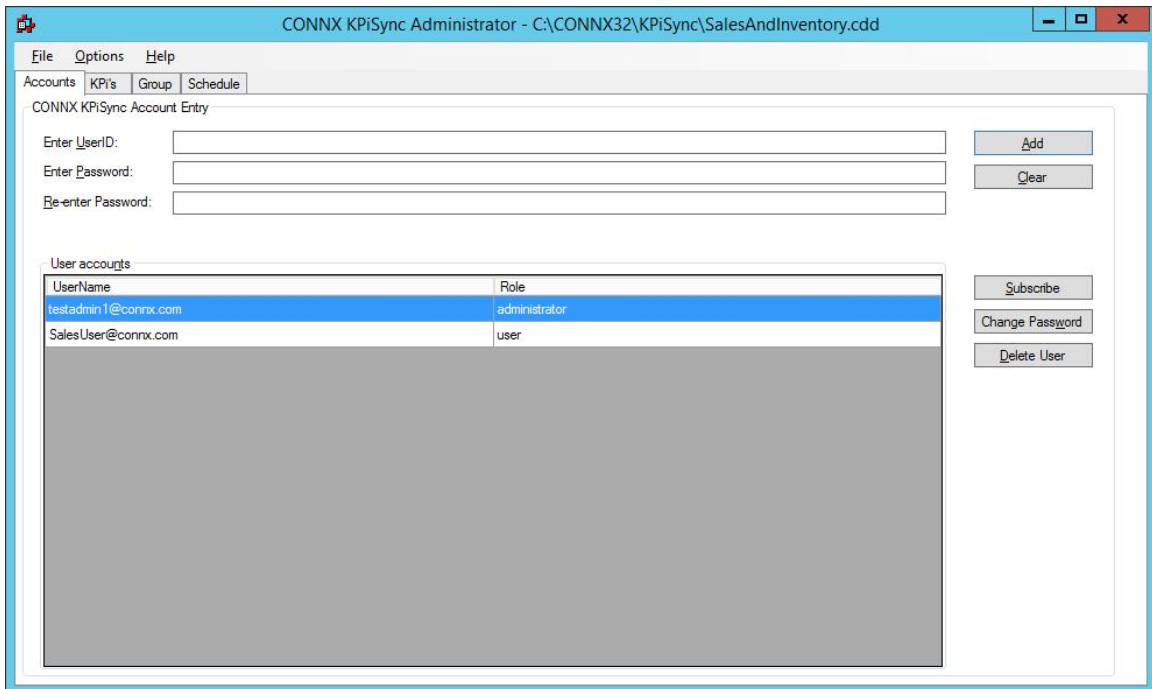 CONNX KPiSync Administrator - C:\CONNX32\KPiSync\SalesAndInventory.cdd
File Options Help
Accounts KPi's Group Schedule
CONNX KPiSync Account Entry
Enter UserID: Add
Enter Password: Clear
Re-enter Password:
User accounts
UserName Role Subscribe
testadmin1@connx.com administrator
Change Password
SalesUser@connx.com user
Delete User